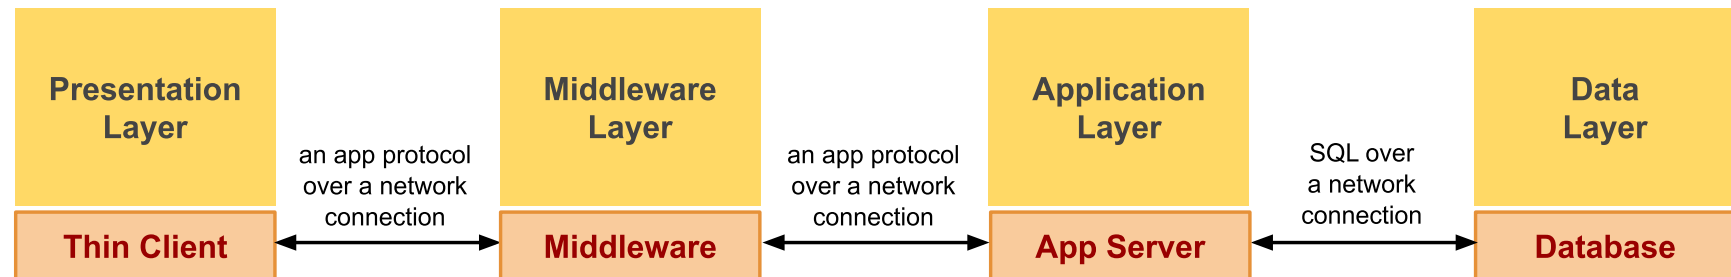 Presentation
Layer
an app protocol
over a network
connection
Thin Client
Middleware
Layer
an app protocol
over a network
connection
Middleware
Application
Layer
SQL over
a network
connection
App Server
Data
Layer
Database